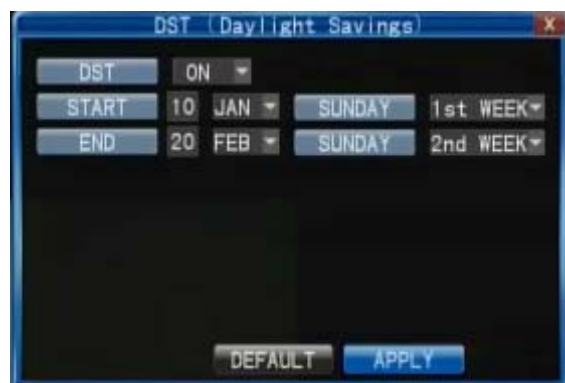 DST (Daylight Savings) X
DST ON
START 10 JAN SUNDAY 1st WEEK
END 20 FEB SUNDAY 2nd WEEK
DEFAULT APPLY